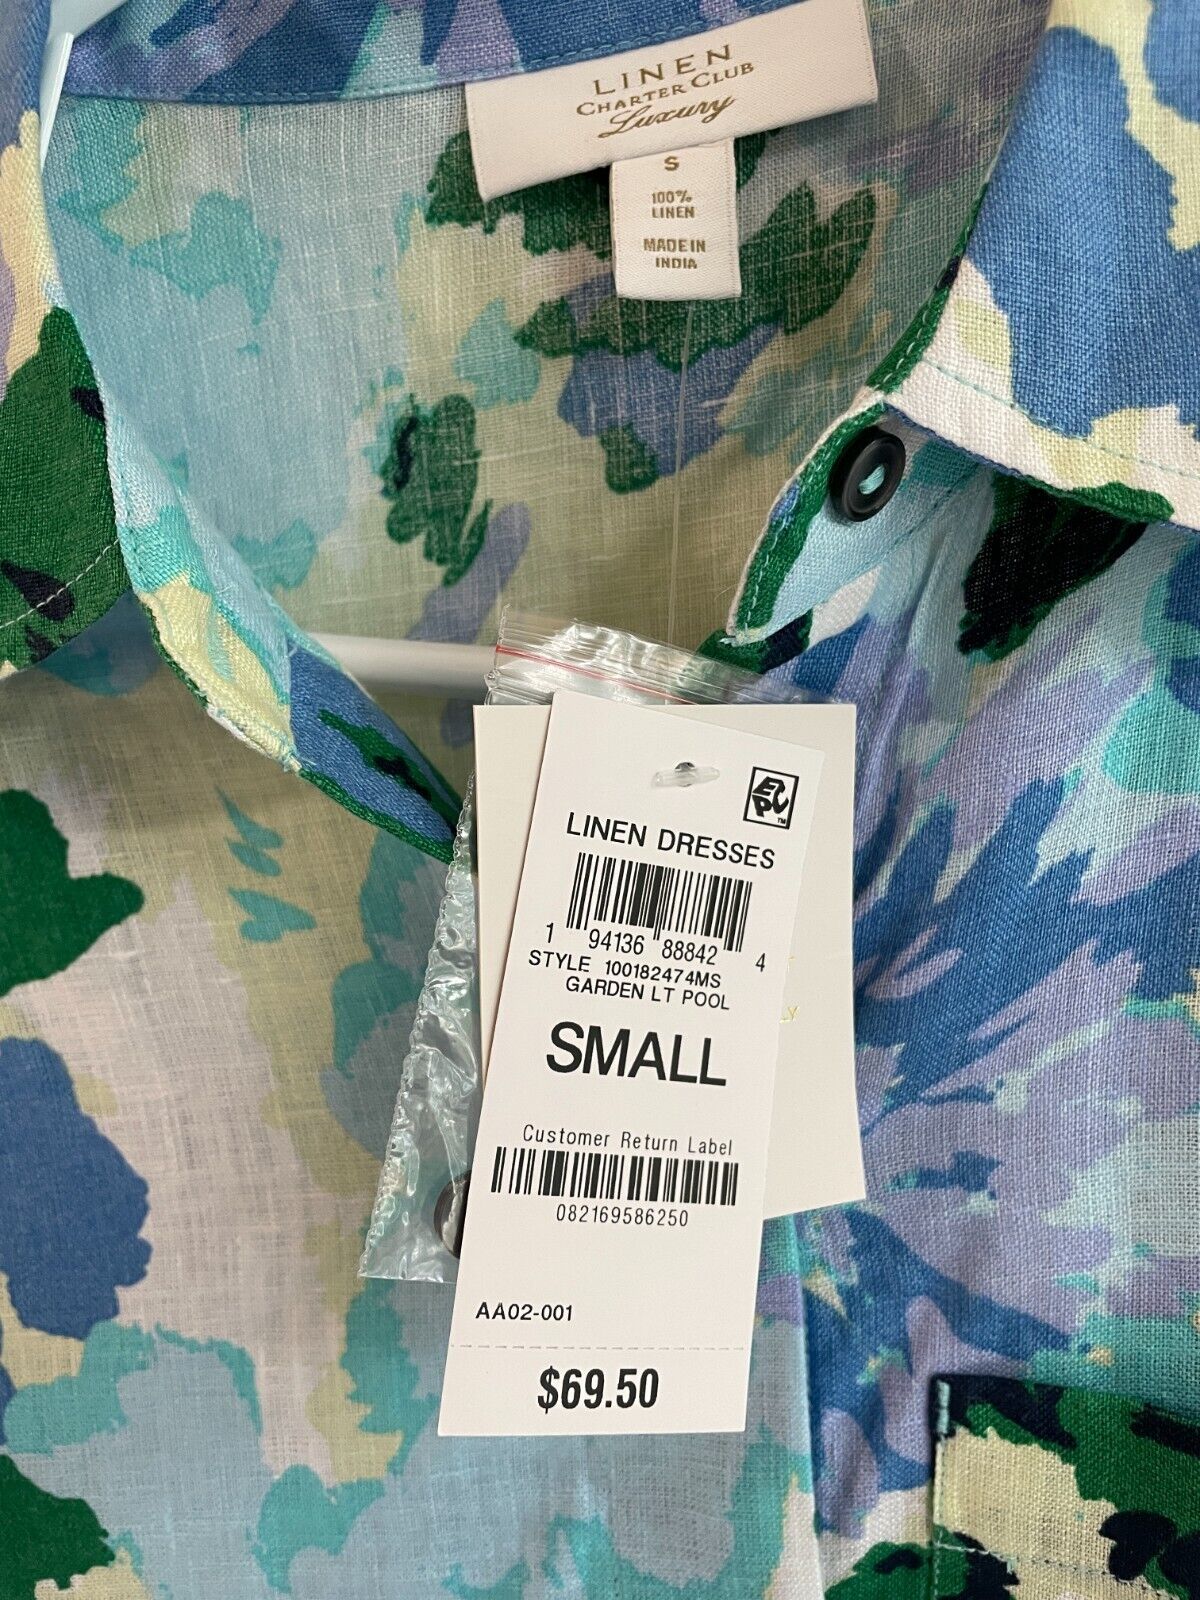 LINEN
CHARTER CLUB
Luxury
S
100%
LINEN
MADE IN
INDIA
LINEN DRESSES
1 94136 88842 4
STYLE 100182474MS
GARDEN LT POOL
SMALL
Customer Return Label
082169586250
AA02-001
$69.50